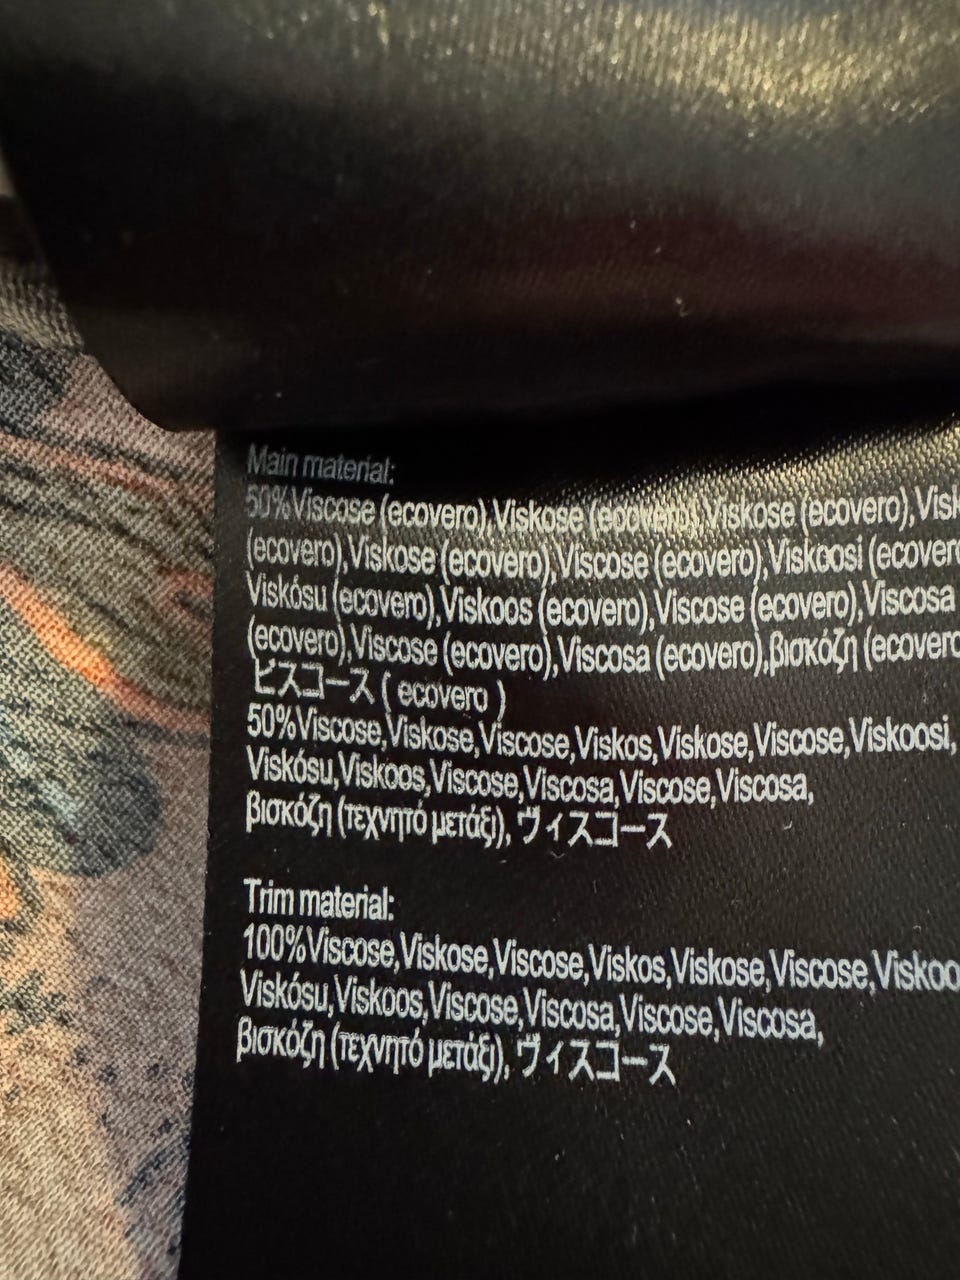 Main material:
50%Viscose (ecovero),Viskose (ecovero),Viskose (ecovero),Visk
(ecovero),Viskose (ecovero),Viscose (ecovero),Viskoosi (ecover
Viskósu (ecovero),Viskoos (ecovero),Viscose (ecovero),Viscosa
(ecovero),Viscose (ecovero),Viscosa (ecovero),βισκόζη (ecovero
ビスコース ( ecovero )
50%Viscose,Viskose,Viscose,Viskos,Viskose,Viscose,Viskoosi,
Viskósu,Viskoos,Viscose,Viscosa,Viscose,Viscosa,
βισκόζη (τεχνητό μετάξι), ヴィスコース
Trim material:
100%Viscose,Viskose,Viscose,Viskos,Viskose,Viscose,Viskoo
Viskósu,Viskoos,Viscose,Viscosa,Viscose,Viscosa,
βισκόζη (τεχνητό μετάξι), ヴィスコース